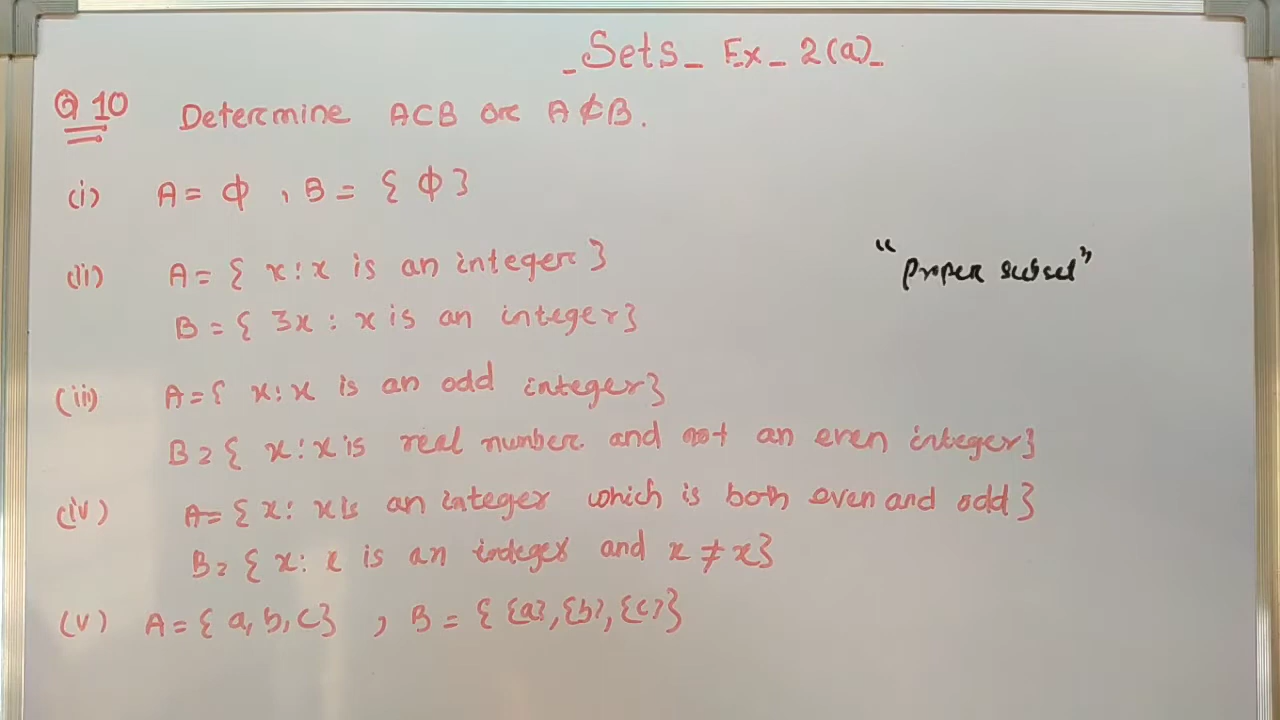 _Sets_ Ex_ 2(a)_
Q 10 Determine A⊂B or A⊄B.
(i) A = ϕ , B = { ϕ }
(ii) A = { x : x is an integer }
"proper subset"
B = { 3x : x is an integer }
(iii) A = { x : x is an odd integer }
B = { x : x is real number and not an even integer }
(iv) A = { x : x is an integer which is both even and odd }
B = { x : x is an integer and x ≠ x }
(v) A = { a, b, c } , B = { {a}, {b}, {c} }